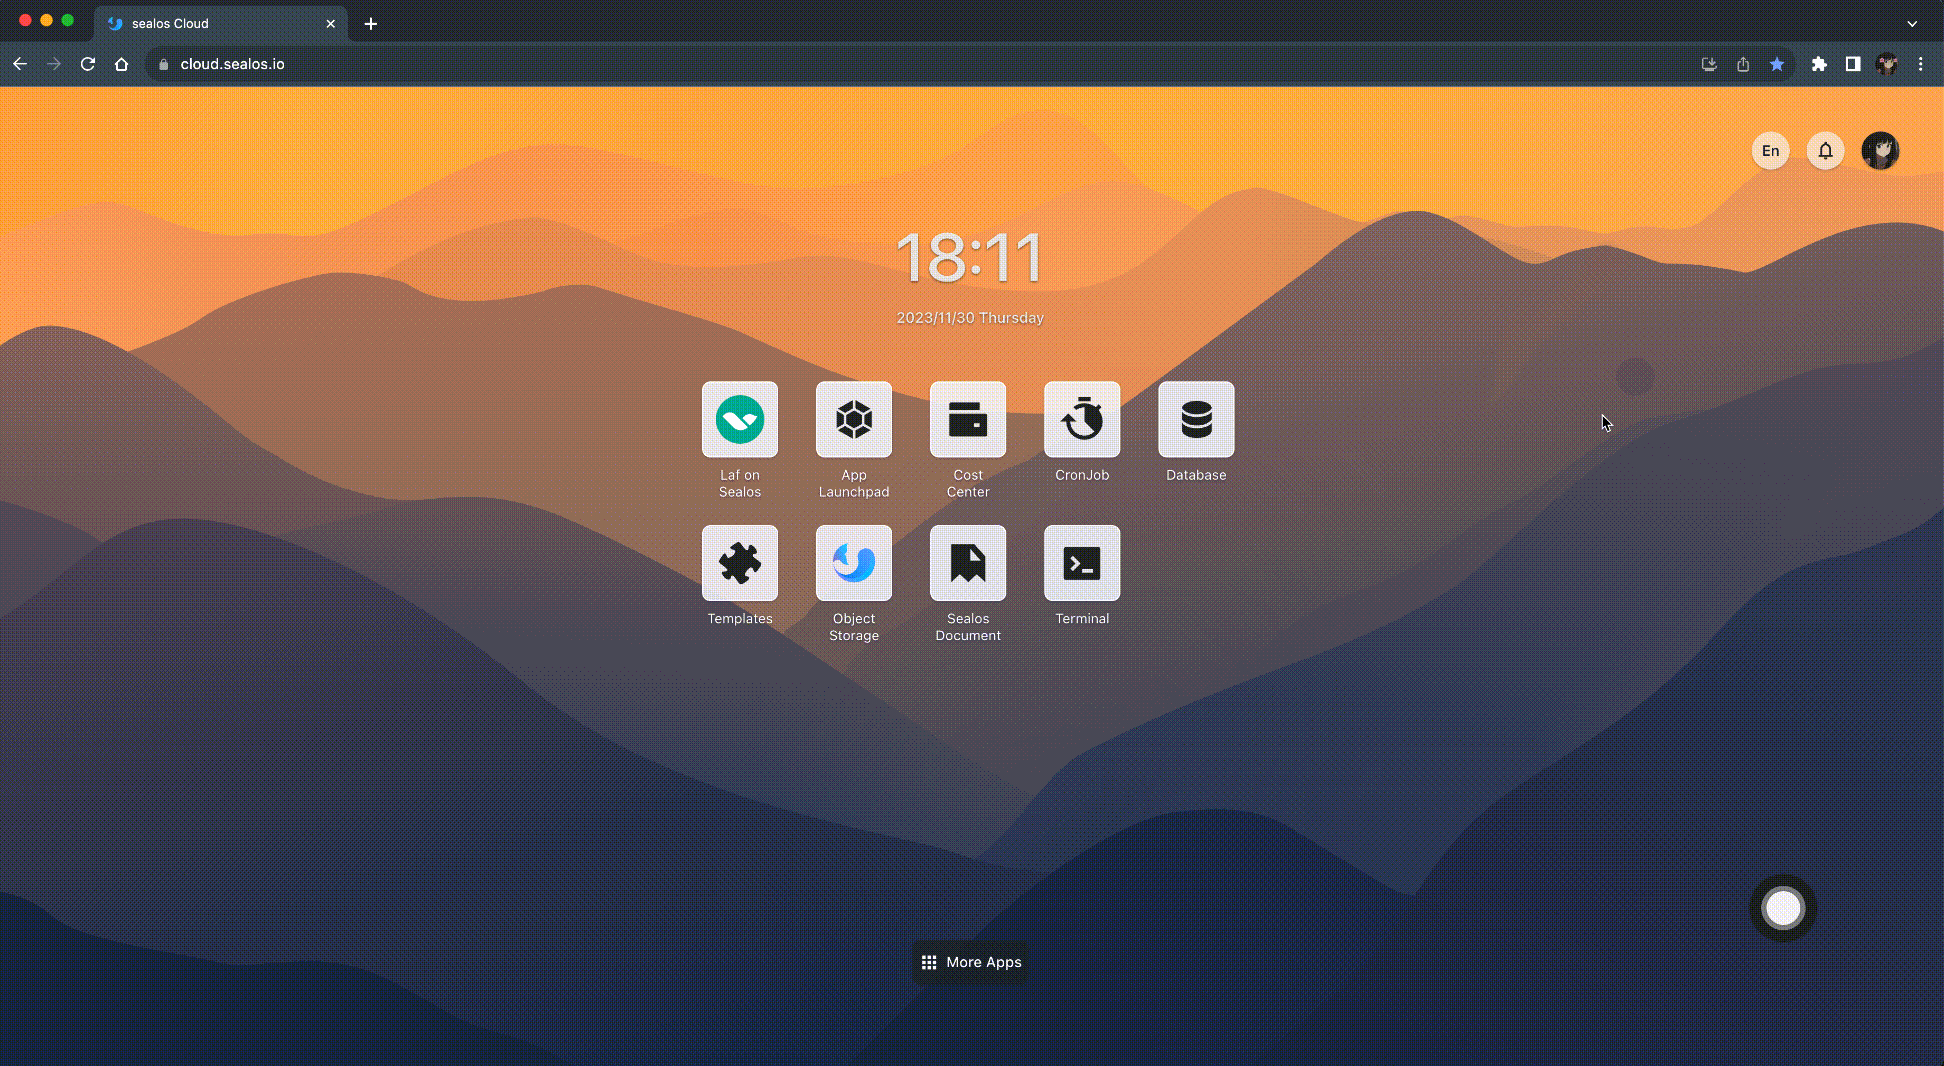 sealos Cloud
cloud.sealos.io
En
18:11
2023/11/30 Thursday
Laf on
Sealos
App
Launchpad
Cost
Center
CronJob
Database
Templates
Object
Storage
Sealos
Document
Terminal
More Apps